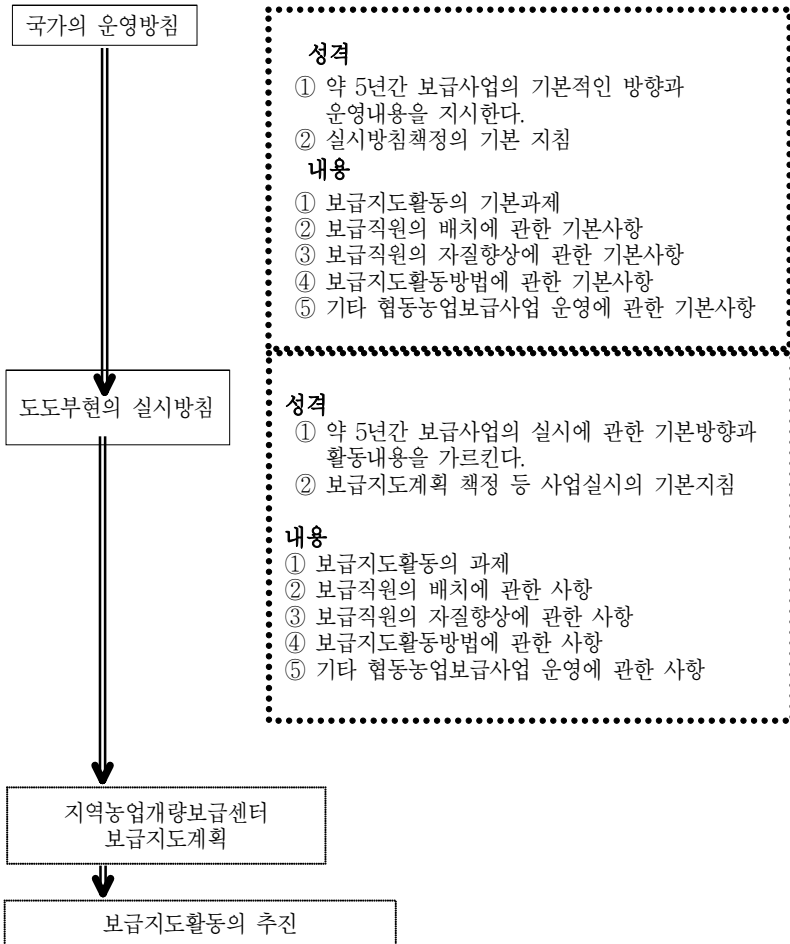 국가의 운영방침
성격
① 약 5년간 보급사업의 기본적인 방향과
운영내용을 지시한다.
② 실시방침책정의 기본 지침
내용
① 보급지도활동의 기본과제
② 보급직원의 배치에 관한 기본사항
③ 보급직원의 자질향상에 관한 기본사항
④ 보급지도활동방법에 관한 기본사항
⑤ 기타 협동농업보급사업 운영에 관한 기본사항
도도부현의 실시방침
성격
① 약 5년간 보급사업의 실시에 관한 기본방향과
활동내용을 가르킨다.
② 보급지도계획 책정 등 사업실시의 기본지침
내용
① 보급지도활동의 과제
② 보급직원의 배치에 관한 사항
③ 보급직원의 자질향상에 관한 사항
④ 보급지도활동방법에 관한 사항
⑤ 기타 협동농업보급사업 운영에 관한 사항
지역농업개량보급센터
보급지도계획
보급지도활동의 추진